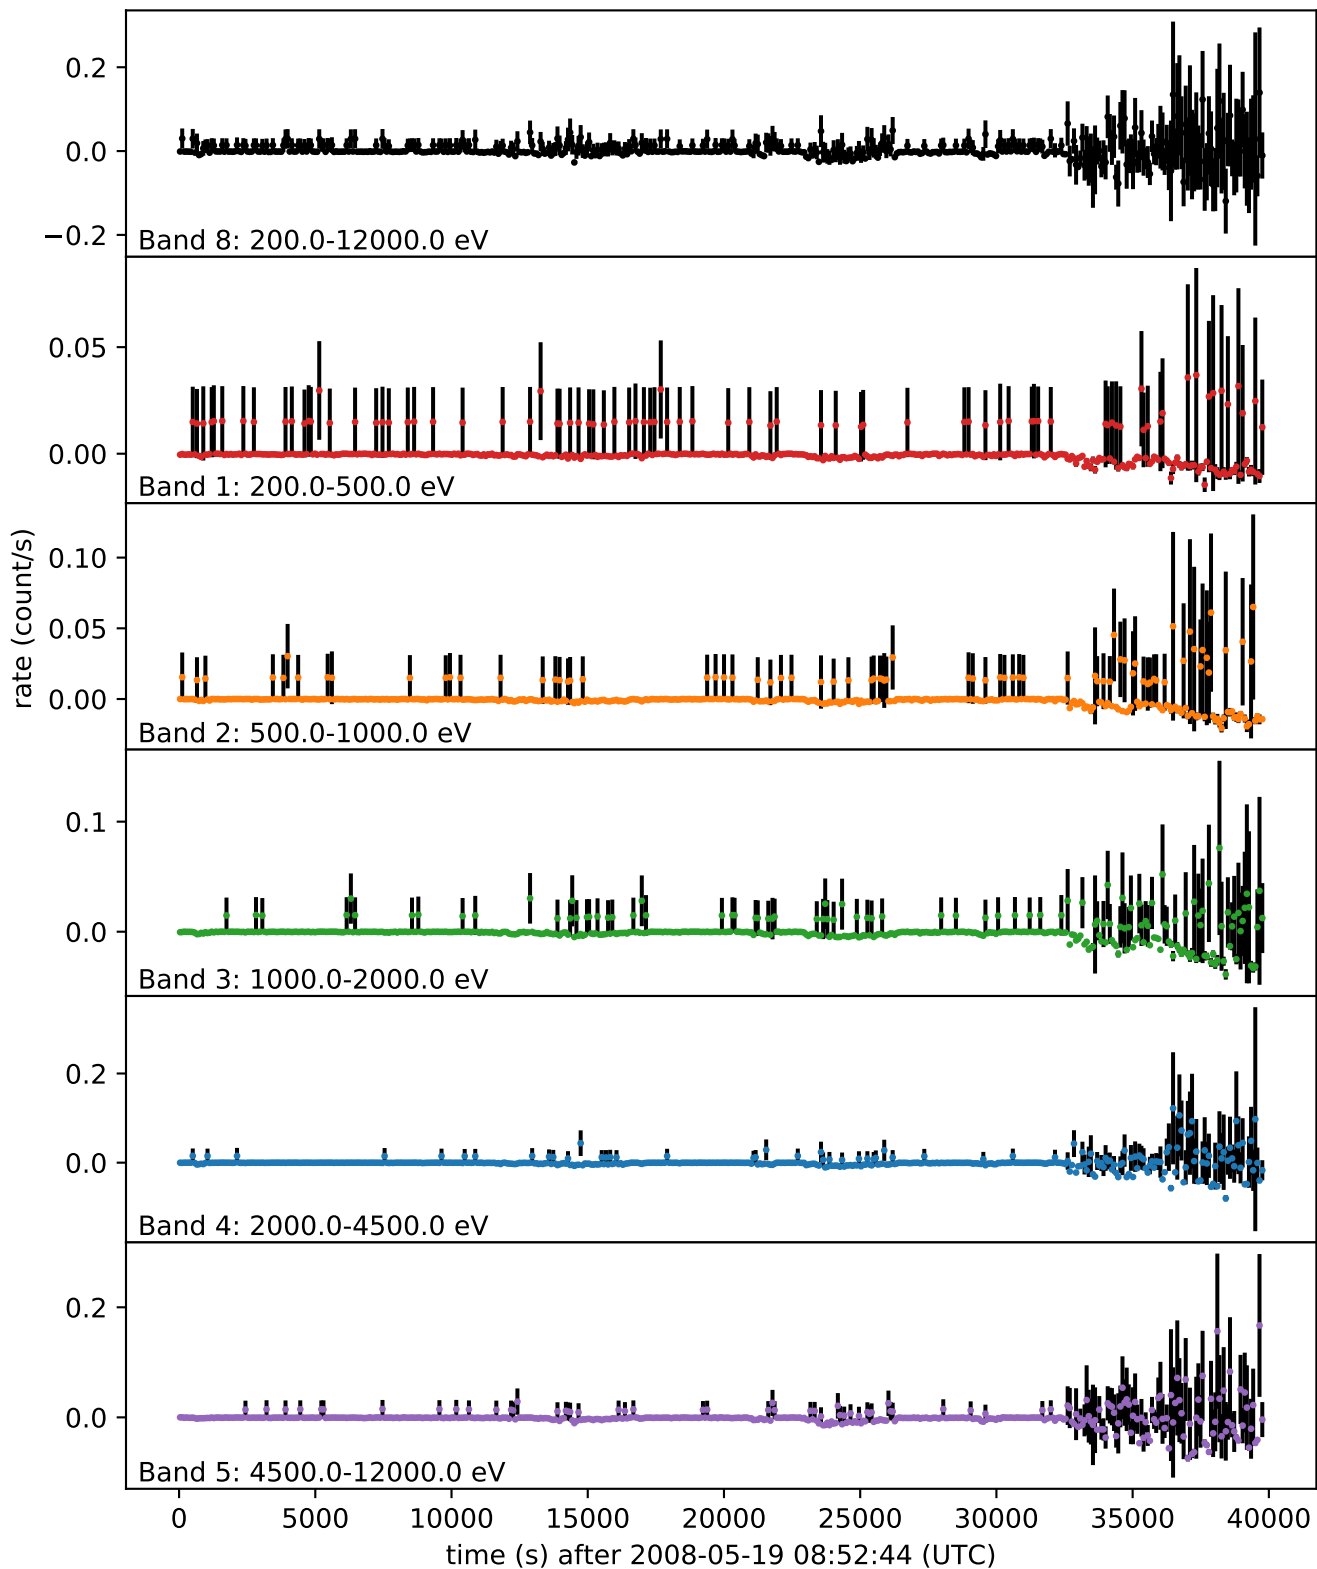 0.2
0.0
−0.2
Band 8: 200.0-12000.0 eV
0.05
0.00
Band 1: 200.0-500.0 eV
rate (count/s)
0.10
0.05
0.00
Band 2: 500.0-1000.0 eV
0.1
0.0
Band 3: 1000.0-2000.0 eV
0.2
0.0
Band 4: 2000.0-4500.0 eV
0.2
0.0
Band 5: 4500.0-12000.0 eV
0 5000 10000 15000 20000 25000 30000 35000 40000
time (s) after 2008-05-19 08:52:44 (UTC)